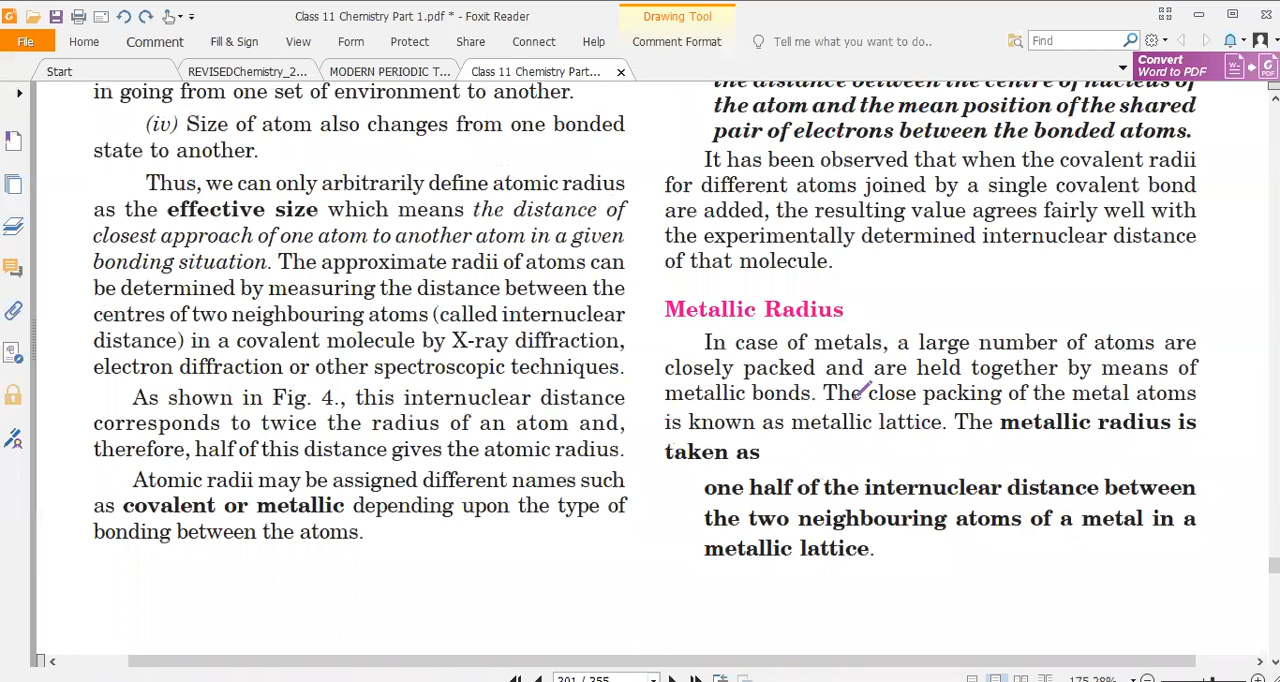 Class 11 Chemistry Part 1.pdf * - Foxit Reader
Drawing Tool
File
Home
Comment
Fill & Sign
View
Form
Protect
Share
Connect
Help
Comment Format
Tell me what you want to do..
Find
Start
REVISEDChemistry_2...
MODERN PERIODIC T...
Class 11 Chemistry Part...
Convert
Word to PDF
in going from one set of environment to another.
(iv) Size of atom also changes from one bonded
state to another.
Thus, we can only arbitrarily define atomic radius
as the effective size which means the distance of
closest approach of one atom to another atom in a given
bonding situation. The approximate radii of atoms can
be determined by measuring the distance between the
centres of two neighbouring atoms (called internuclear
distance) in a covalent molecule by X-ray diffraction,
electron diffraction or other spectroscopic techniques.
As shown in Fig. 4., this internuclear distance
corresponds to twice the radius of an atom and,
therefore, half of this distance gives the atomic radius.
Atomic radii may be assigned different names such
as covalent or metallic depending upon the type of
bonding between the atoms.
the distance between the centre of nucleus of
the atom and the mean position of the shared
pair of electrons between the bonded atoms.
It has been observed that when the covalent radii
for different atoms joined by a single covalent bond
are added, the resulting value agrees fairly well with
the experimentally determined internuclear distance
of that molecule.
Metallic Radius
In case of metals, a large number of atoms are
closely packed and are held together by means of
metallic bonds. The close packing of the metal atoms
is known as metallic lattice. The metallic radius is
taken as
one half of the internuclear distance between
the two neighbouring atoms of a metal in a
metallic lattice.
201 / 255
175.28%